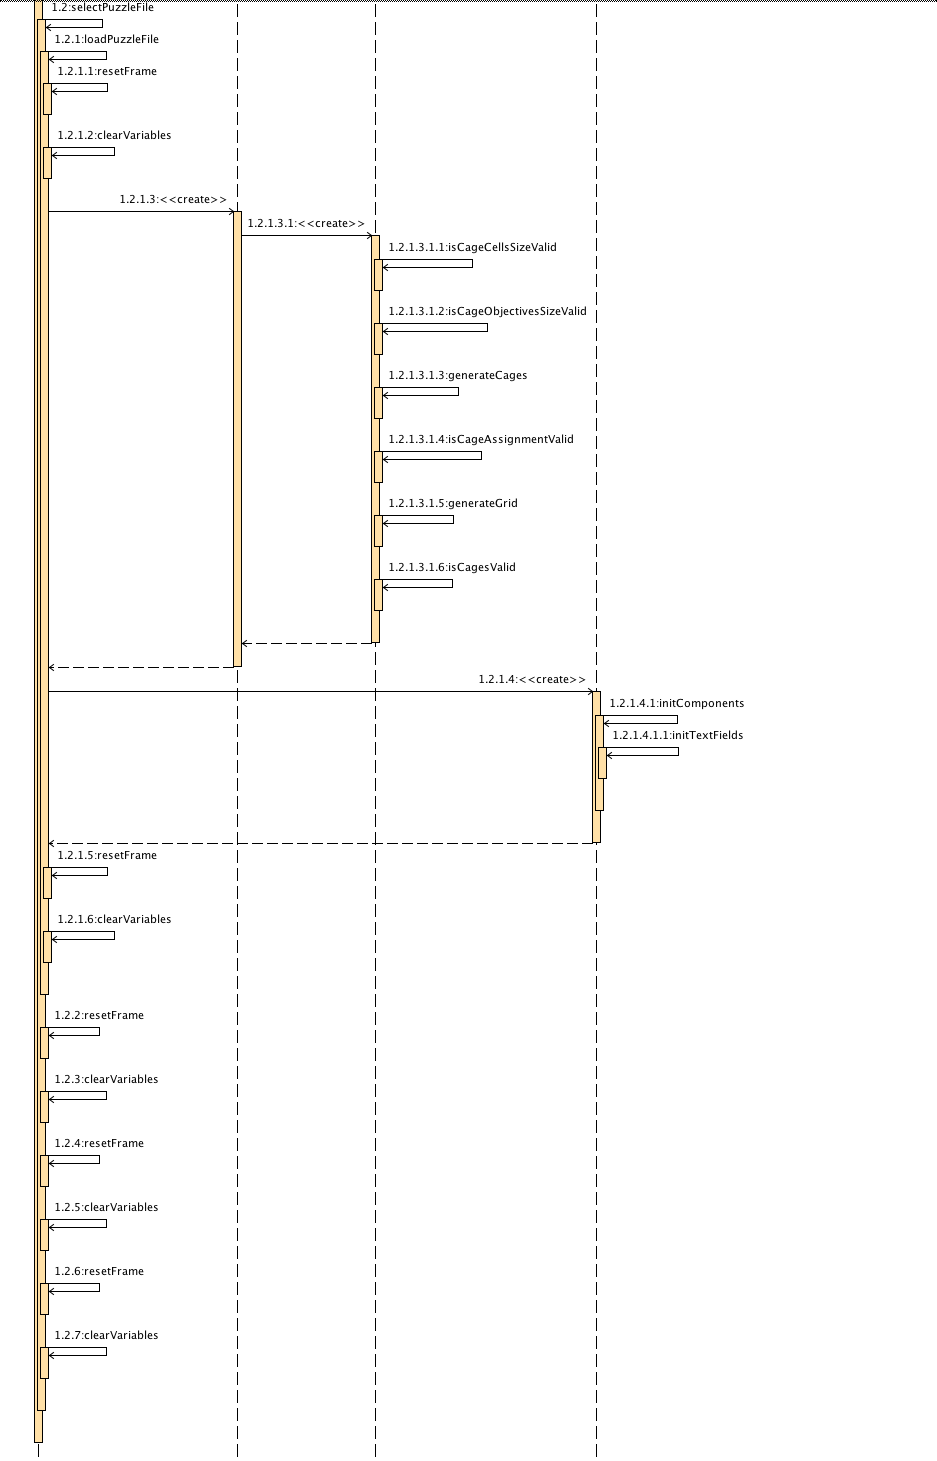 1.2:selectPuzzleFile
1.2.1:loadPuzzleFile
1.2.1.1:resetFrame
1.2.1.2:clearVariables
1.2.1.3:<<create>>
1.2.1.3.1:<<create>>
1.2.1.3.1.1:isCageCellsSizeValid
1.2.1.3.1.2:isCageObjectivesSizeValid
1.2.1.3.1.3:generateCages
1.2.1.3.1.4:isCageAssignmentValid
1.2.1.3.1.5:generateGrid
1.2.1.3.1.6:isCagesValid
1.2.1.4:<<create>>
1.2.1.4.1:initComponents
1.2.1.4.1.1:initTextFields
1.2.1.5:resetFrame
1.2.1.6:clearVariables
1.2.2:resetFrame
1.2.3:clearVariables
1.2.4:resetFrame
1.2.5:clearVariables
1.2.6:resetFrame
1.2.7:clearVariables